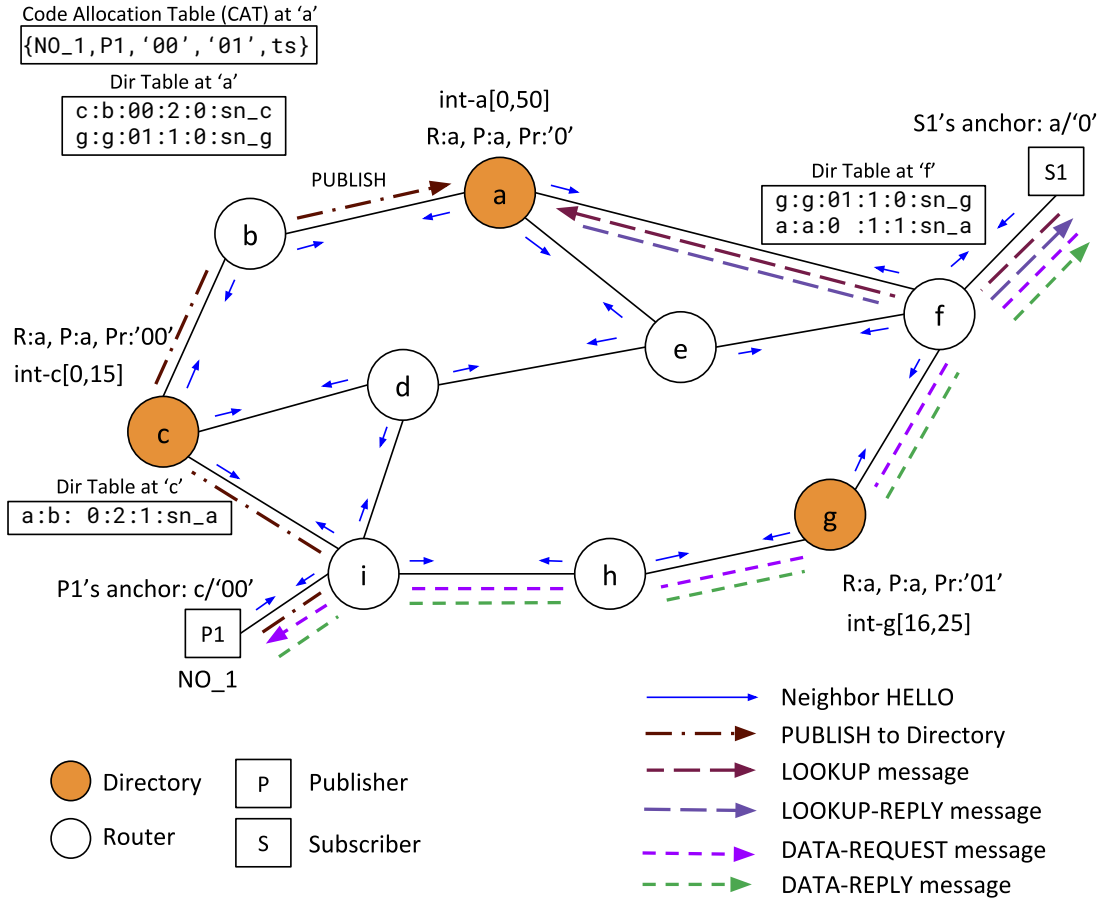 Code Allocation Table (CAT) at ‘a’
{NO_1,P1,‘00’,‘01’,ts}
Dir Table at ‘a’
c:b:00:2:0:sn_c
g:g:01:1:0:sn_g
int-a[0,50]
R:a, P:a, Pr:’0’
S1’s anchor: a/‘0’
S1
Dir Table at ‘f’
g:g:01:1:0:sn_g
a:a:0 :1:1:sn_a
PUBLISH
a
b
f
e
R:a, P:a, Pr:’00’
int-c[0,15]
d
c
Dir Table at ‘c’
a:b: 0:2:1:sn_a
g
i
h
P1’s anchor: c/‘00’
P1
NO_1
R:a, P:a, Pr:’01’
int-g[16,25]
Neighbor HELLO
PUBLISH to Directory
LOOKUP message
LOOKUP-REPLY message
DATA-REQUEST message
DATA-REPLY message
Directory
P
Publisher
Router
S
Subscriber